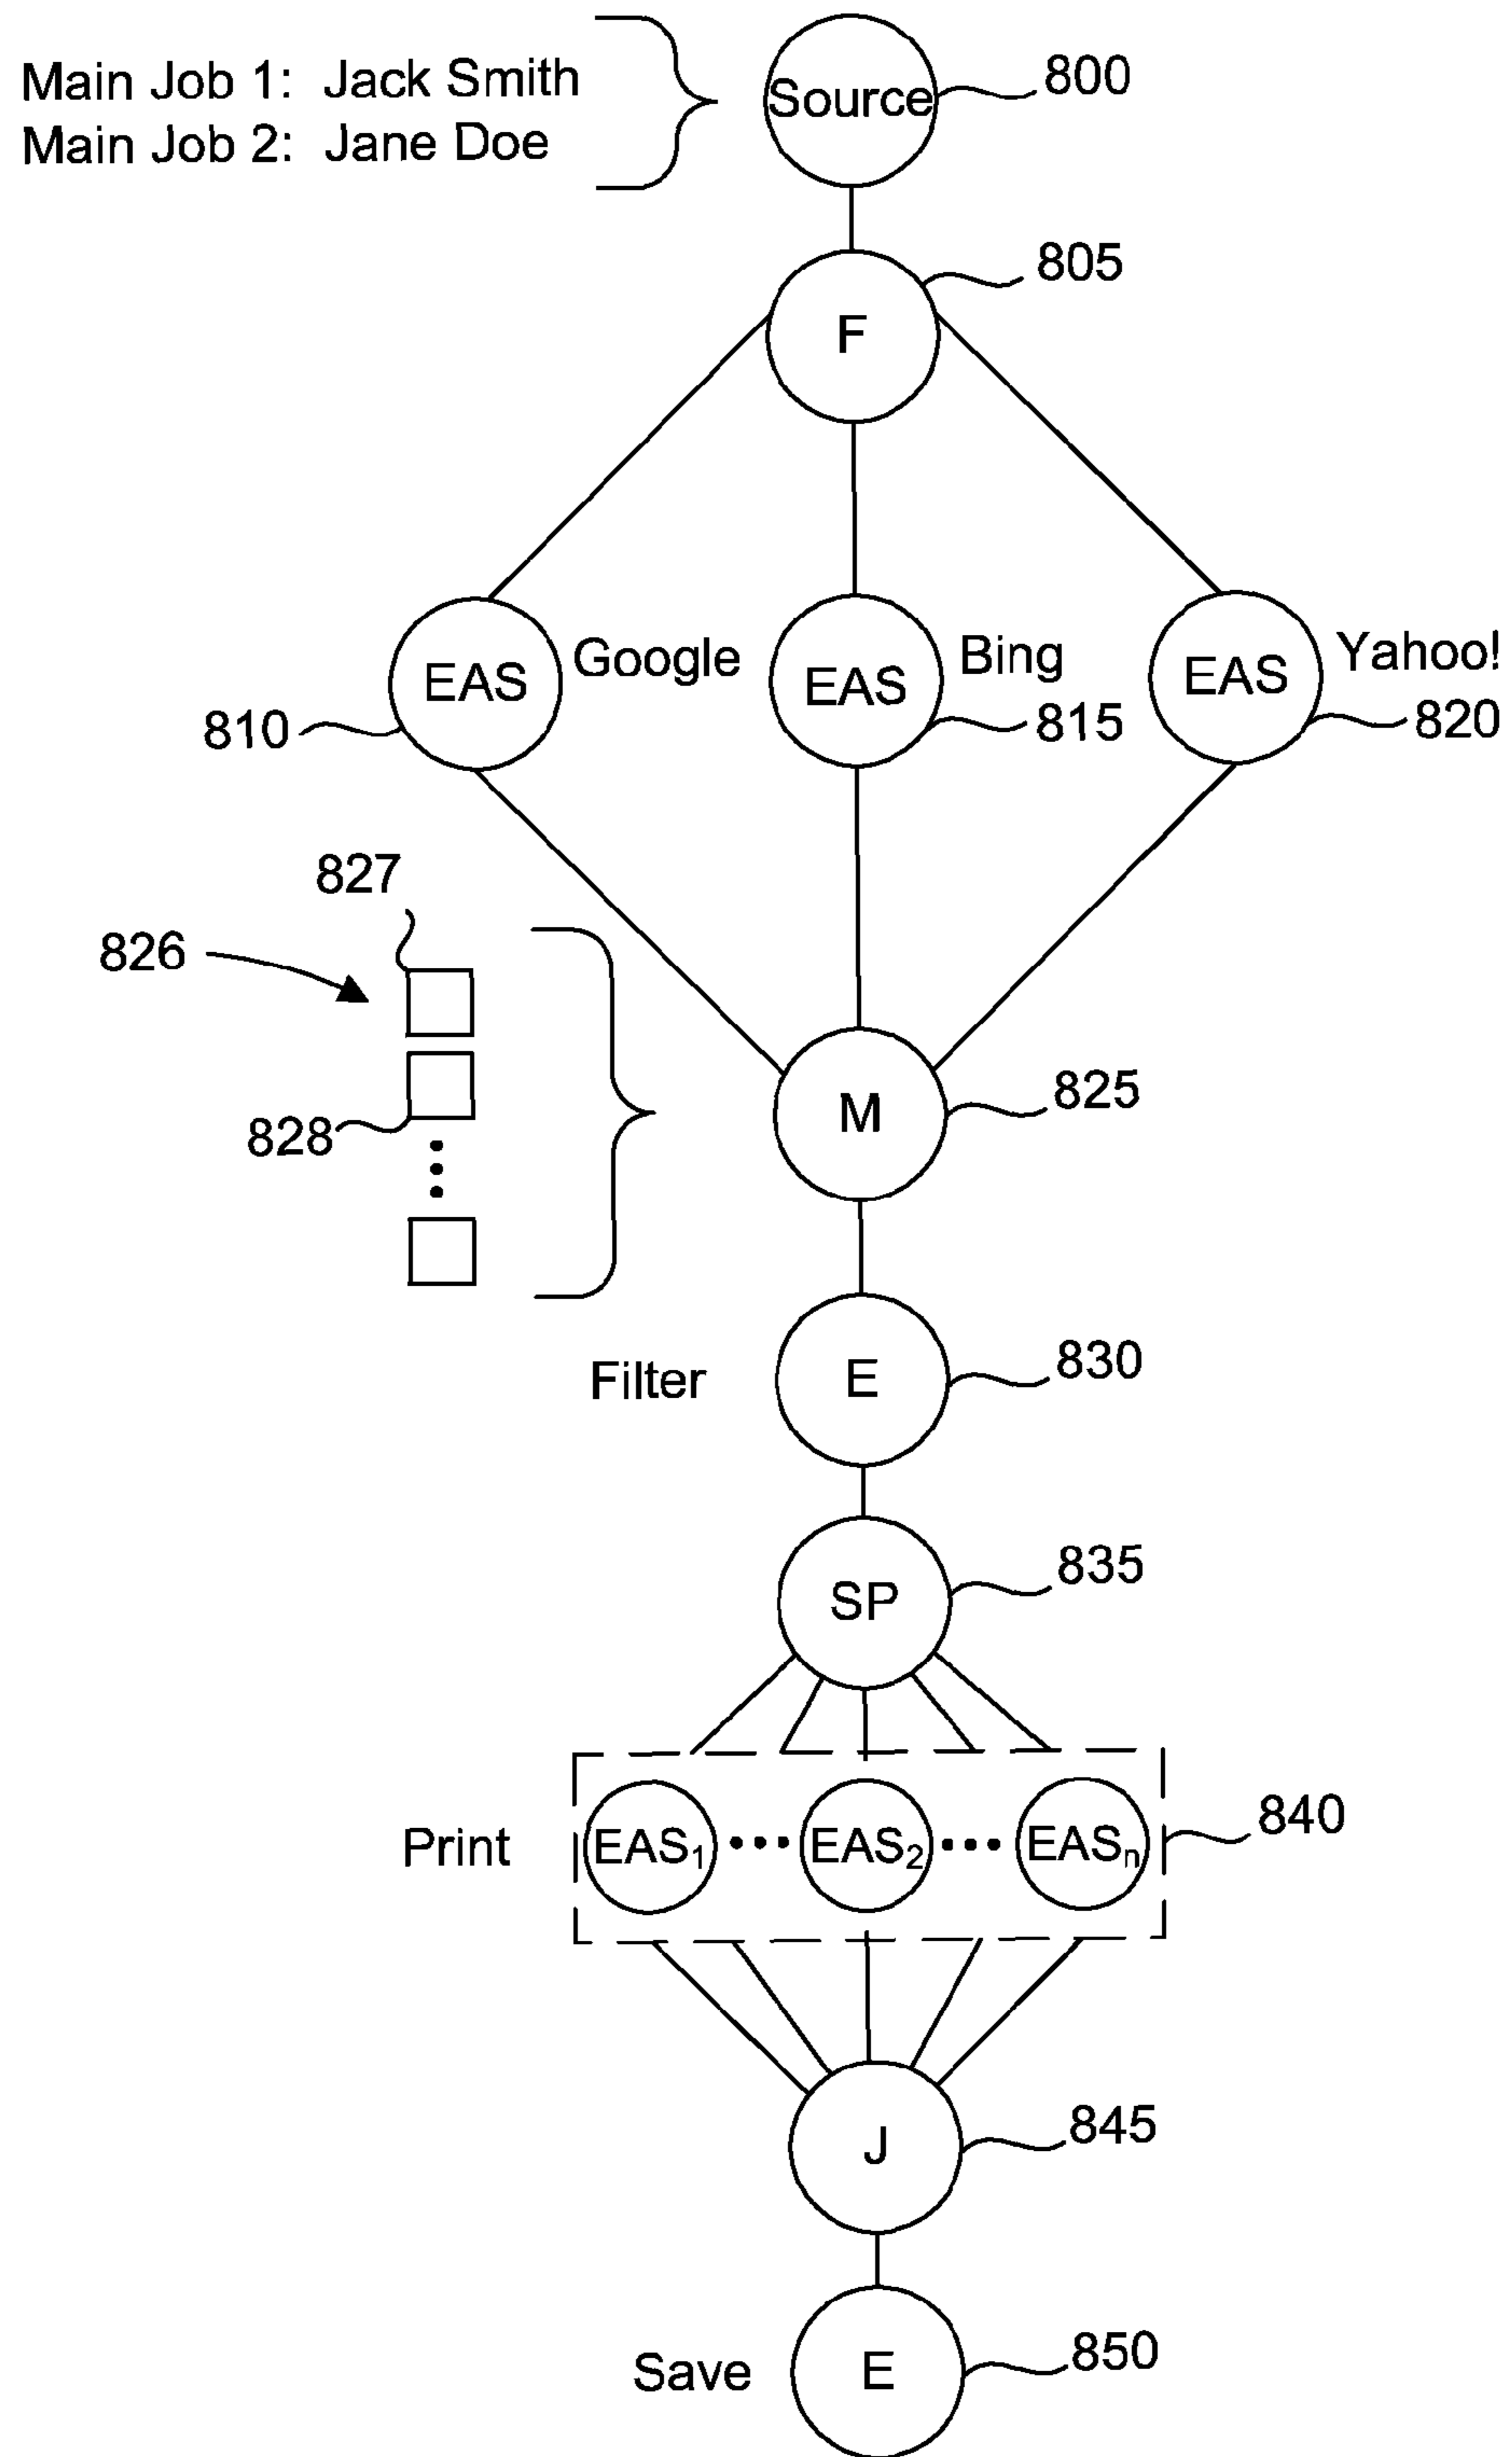 Main Job 1: Jack Smith
Main Job 2: Jane Doe
Source
800
805
F
EAS
Google
810
EAS
Bing
815
EAS
Yahoo!
820
827
826
828
M
825
Filter
E
830
SP
835
Print
EAS1 ••• EAS2 ••• EASn
840
J
845
Save
E
850